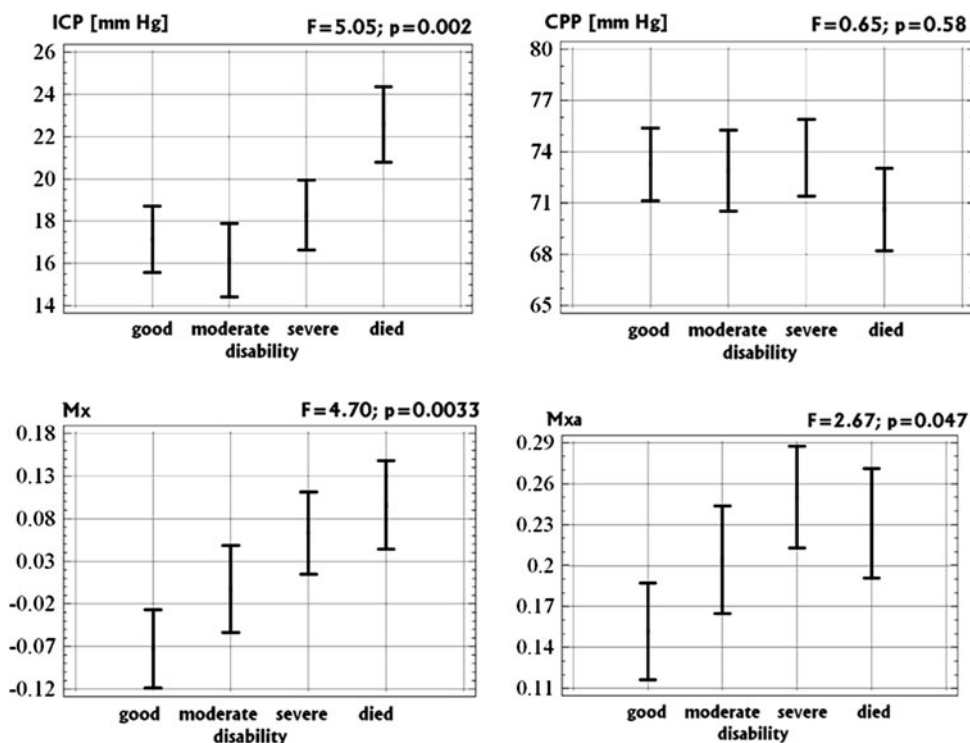 ICP [mm Hg] F=5.05; p=0.002
26
24
22
20
18
16
14
good moderate severe died
disability
CPP [mm Hg] F=0.65; p=0.58
80
77
74
71
68
65
good moderate severe died
disability
Mx F=4.70; p=0.0033
0.18
0.13
0.08
0.03
-0.02
-0.07
-0.12
good moderate severe died
disability
Mxa F=2.67; p=0.047
0.29
0.26
0.23
0.2
0.17
0.14
0.11
good moderate severe died
disability